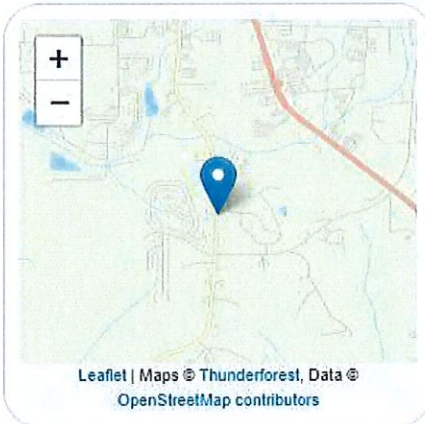 +
−
Leaflet | Maps © Thunderforest, Data ©
OpenStreetMap contributors